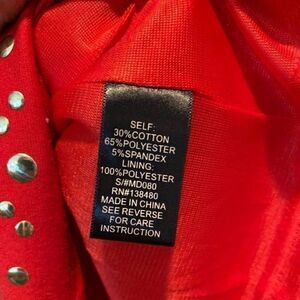 SELF:
30%COTTON
65%POLYESTER
5%SPANDEX
LINING:
100%POLYESTER
S/#MD080
RN#138480
MADE IN CHINA
SEE REVERSE
FOR CARE
INSTRUCTION